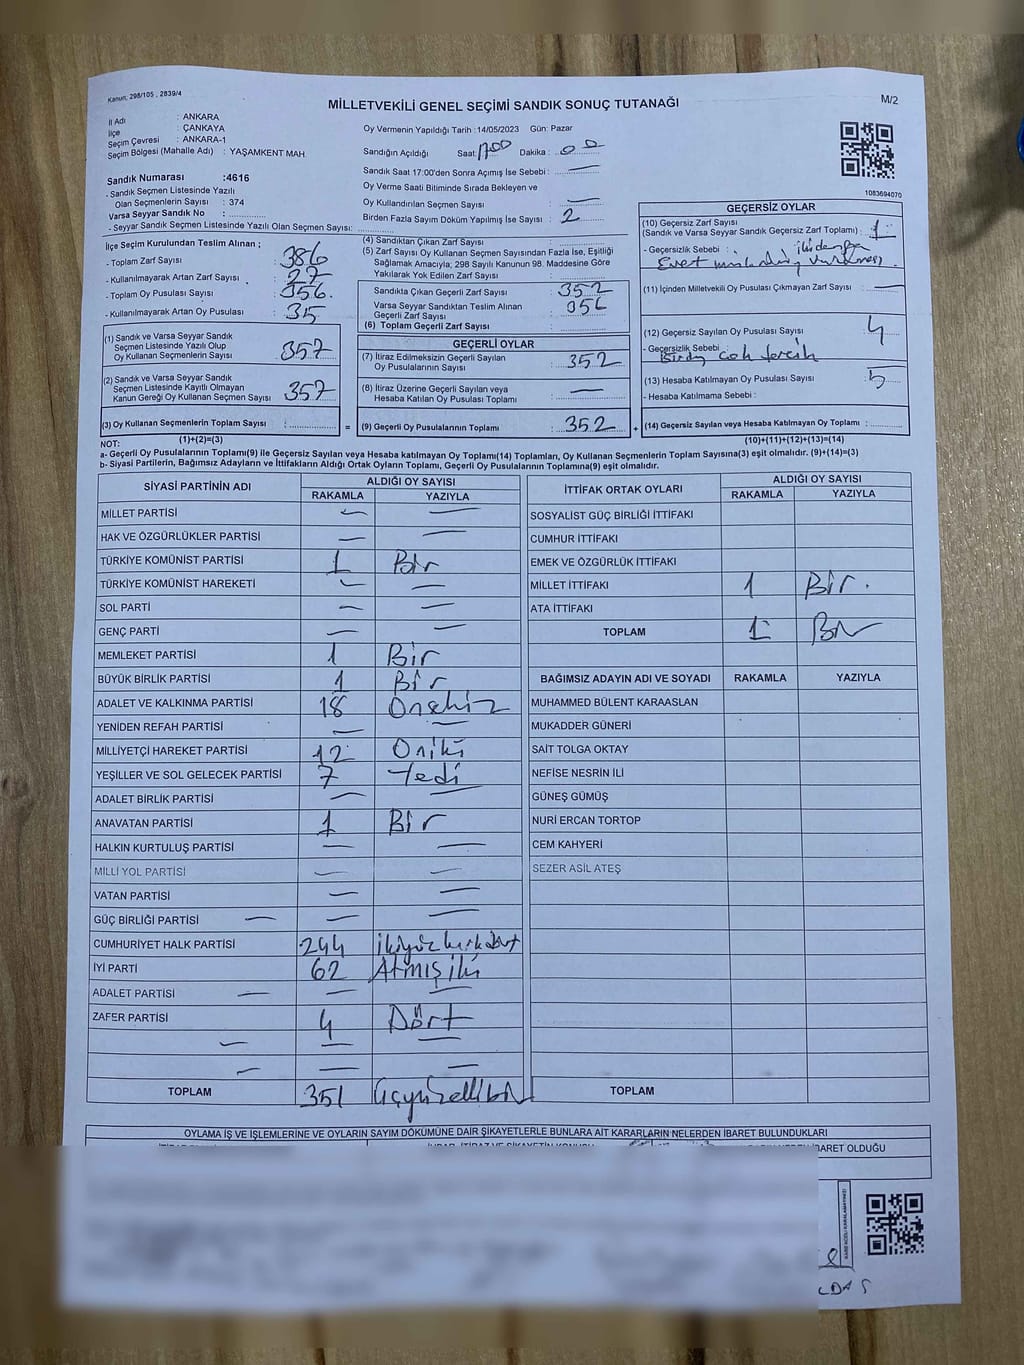 Kanun: 298/105 , 2839/4
MİLLETVEKİLİ GENEL SEÇİMİ SANDIK SONUÇ TUTANAĞI
M/2
İl Adı : ANKARA
İlçe : ÇANKAYA
Seçim Çevresi : ANKARA-1
Seçim Bölgesi (Mahalle Adı) : YAŞAMKENT MAH
Oy Vermenin Yapıldığı Tarih : 14/05/2023 Gün: Pazar
Sandığın Açıldığı Saat: 17.00 Dakika : 00
Sandık Saat 17:00'den Sonra Açımış İse Sebebi : —
Oy Verme Saati Bitiminde Sırada Bekleyen ve
Oy Kullandırılan Seçmen Sayısı : —
Birden Fazla Sayım Döküm Yapılmış İse Sayısı : 2
1083694070
Sandık Numarası :4616
- Sandık Seçmen Listesinde Yazılı
Olan Seçmenlerin Sayısı : 374
Varsa Seyyar Sandık No :
- Seyyar Sandık Seçmen Listesinde Yazılı Olan Seçmen Sayısı:
İlçe Seçim Kurulundan Teslim Alınan ;
- Toplam Zarf Sayısı : 386
- Kullanılmayarak Artan Zarf Sayısı : 27
- Toplam Oy Pusulası Sayısı : 356
- Kullanılmayarak Artan Oy Pusulası : 35
(1) Sandık ve Varsa Seyyar Sandık
Seçmen Listesinde Yazılı Olup
Oy Kullanan Seçmenlerin Sayısı : 357
(2) Sandık ve Varsa Seyyar Sandık
Seçmen Listesinde Kayıtlı Olmayan
Kanun Gereği Oy Kullanan Seçmen Sayısı : 357
(3) Oy Kullanan Seçmenlerin Toplam Sayısı :
(1)+(2)=(3)
(4) Sandıktan Çıkan Zarf Sayısı :
(5) Zarf Sayısı Oy Kullanan Seçmen Sayısından Fazla İse, Eşitliği
Sağlamak Amacıyla, 298 Sayılı Kanunun 98. Maddesine Göre
Yakılarak Yok Edilen Zarf Sayısı :
Sandıkta Çıkan Geçerli Zarf Sayısı : 352
Varsa Seyyar Sandıktan Teslim Alınan
Geçerli Zarf Sayısı :
(6) Toplam Geçerli Zarf Sayısı :
GEÇERLİ OYLAR
(7) İtiraz Edilmeksizin Geçerli Sayılan
Oy Pusulalarının Sayısı : 352
(8) İtiraz Üzerine Geçerli Sayılan veya
Hesaba Katılan Oy Pusulası Toplamı : —
= (9) Geçerli Oy Pusulalarının Toplamı : 352 +
GEÇERSİZ OYLAR
(10) Geçersiz Zarf Sayısı
(Sandık ve Varsa Seyyar Sandık Geçersiz Zarf Toplamı) : 1
- Geçersizlik Sebebi :
(11) İçinden Milletvekili Oy Pusulası Çıkmayan Zarf Sayısı : —
(12) Geçersiz Sayılan Oy Pusulası Sayısı : 4
- Geçersizlik Sebebi : çok tercih
(13) Hesaba Katılmayan Oy Pusulası Sayısı : 5
- Hesaba Katılmama Sebebi :
(14) Geçersiz Sayılan veya Hesaba Katılmayan Oy Toplamı :
(10)+(11)+(12)+(13)=(14)
NOT:
a- Geçerli Oy Pusulalarının Toplamı(9) ile Geçersiz Sayılan veya Hesaba katılmayan Oy Toplamı(14) Toplamları, Oy Kullanan Seçmenlerin Toplam Sayısına(3) eşit olmalıdır. (9)+(14)=(3)
b- Siyasi Partilerin, Bağımsız Adayların ve İttifakların Aldığı Ortak Oyların Toplamı, Geçerli Oy Pusulalarının Toplamına(9) eşit olmalıdır.
SİYASİ PARTİNİN ADI ALDIĞI OY SAYISI
RAKAMLA YAZIYLA
MİLLET PARTİSİ — —
HAK VE ÖZGÜRLÜKLER PARTİSİ — —
TÜRKİYE KOMÜNİST PARTİSİ 1 Bir
TÜRKİYE KOMÜNİST HAREKETİ — —
SOL PARTİ — —
GENÇ PARTİ — —
MEMLEKET PARTİSİ 1 Bir
BÜYÜK BİRLİK PARTİSİ 1 Bir
ADALET VE KALKINMA PARTİSİ 18 Onsekiz
YENİDEN REFAH PARTİSİ — —
MİLLİYETÇİ HAREKET PARTİSİ 12 Oniki
YEŞİLLER VE SOL GELECEK PARTİSİ 7 Yedi
ADALET BİRLİK PARTİSİ — —
ANAVATAN PARTİSİ 1 Bir
HALKIN KURTULUŞ PARTİSİ — —
MİLLİ YOL PARTİSİ — —
VATAN PARTİSİ — —
GÜÇ BİRLİĞİ PARTİSİ — — —
CUMHURİYET HALK PARTİSİ 244 ikiyüzkırkdört
İYİ PARTİ 62 Atmış iki
ADALET PARTİSİ — — —
ZAFER PARTİSİ 4 Dört
— — —
— — —
TOPLAM 351 üçyüzellibir
İTTİFAK ORTAK OYLARI ALDIĞI OY SAYISI
RAKAMLA YAZIYLA
SOSYALİST GÜÇ BİRLİĞİ İTTİFAKI
CUMHUR İTTİFAKI
EMEK VE ÖZGÜRLÜK İTTİFAKI
MİLLET İTTİFAKI 1 Bir.
ATA İTTİFAKI
TOPLAM 1 Bir
BAĞIMSIZ ADAYIN ADI VE SOYADI RAKAMLA YAZIYLA
MUHAMMED BÜLENT KARAASLAN
MUKADDER GÜNERİ
SAİT TOLGA OKTAY
NEFİSE NESRİN İLİ
GÜNEŞ GÜMÜŞ
NURİ ERCAN TORTOP
CEM KAHYERİ
SEZER ASİL ATEŞ
TOPLAM
OYLAMA İŞ VE İŞLEMLERİNE VE OYLARIN SAYIM DÖKÜMÜNE DAİR ŞİKAYETLERLE BUNLARA AİT KARARLARIN NELERDEN İBARET BULUNDUKLARI
İBARET OLDUĞU